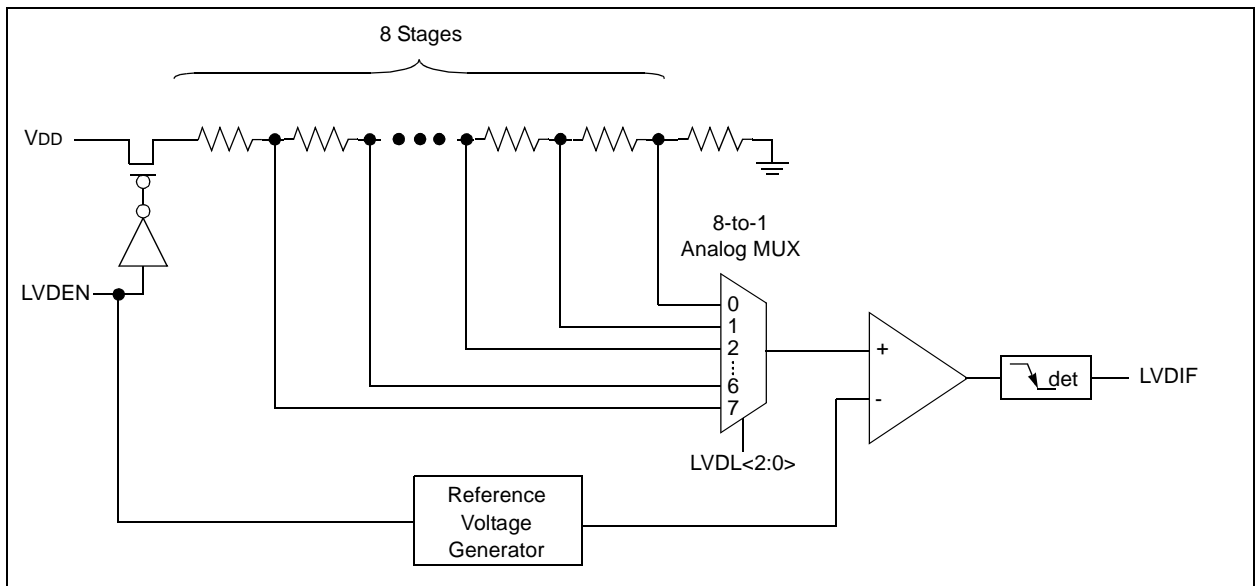 8 Stages
VDD
8-to-1
Analog MUX
LVDEN
0
1
2
6
7
+
-
det
LVDIF
LVDL<2:0>
Reference
Voltage
Generator